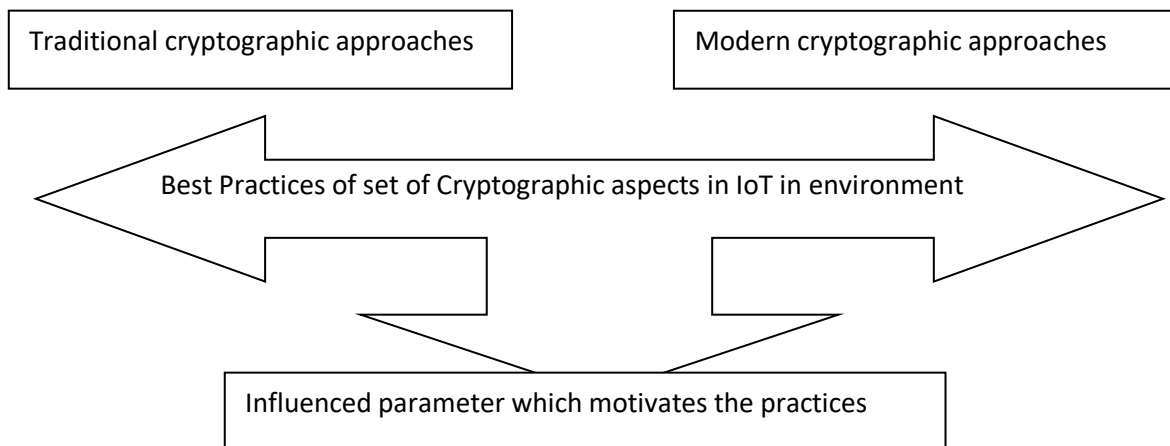 Traditional cryptographic approaches
Modern cryptographic approaches
Best Practices of set of Cryptographic aspects in IoT in environment
Influenced parameter which motivates the practices